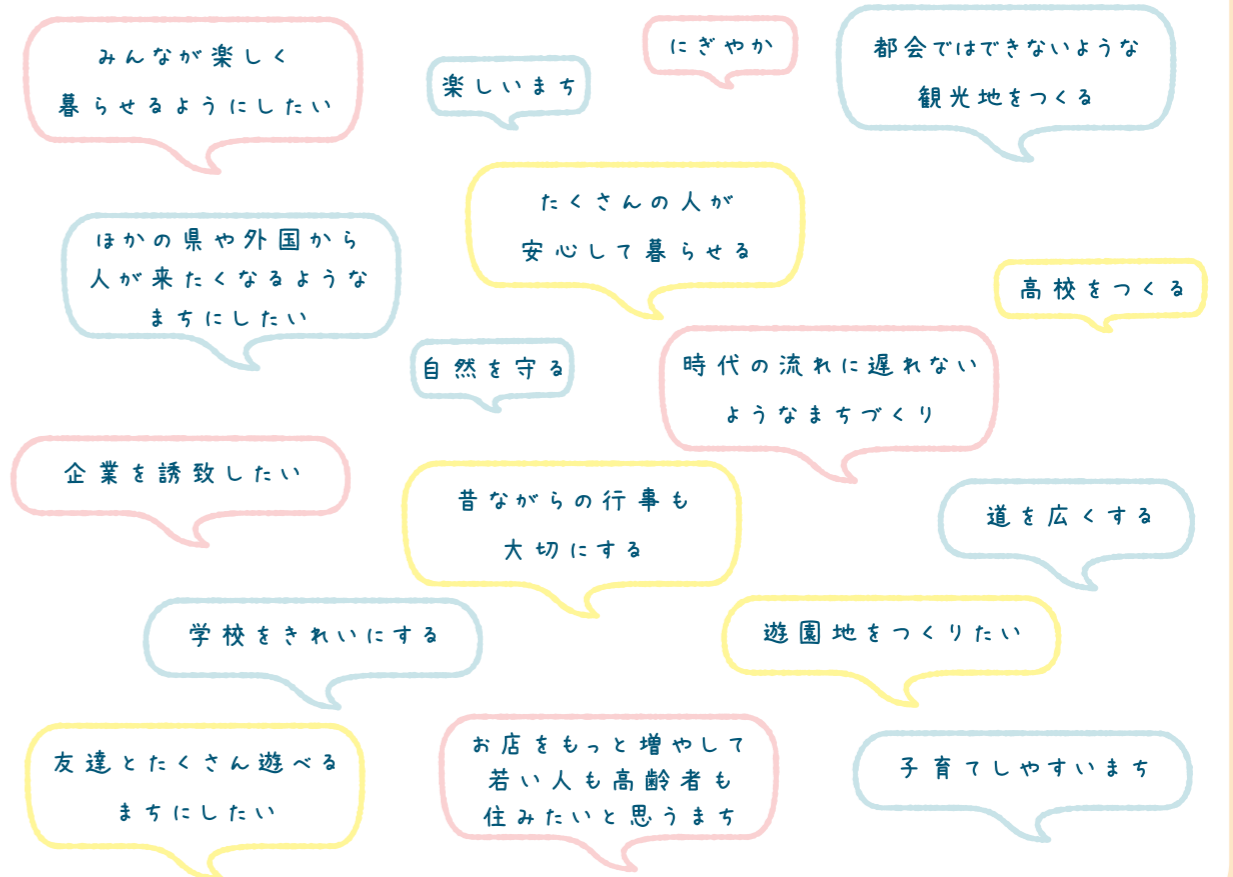 みんなが楽しく
暮らせるようにしたい
楽しいまち
にぎやか
都会ではできないような
観光地をつくる
ほかの県や外国から
人が来たくなるような
まちにしたい
たくさんの人が
安心して暮らせる
高校をつくる
自然を守る
時代の流れに遅れない
ようなまちづくり
企業を誘致したい
昔ながらの行事も
大切にする
道を広くする
学校をきれいにする
遊園地をつくりたい
友達とたくさん遊べる
まちにしたい
お店をもっと増やして
若い人も高齢者も
住みたいと思うまち
子育てしやすいまち